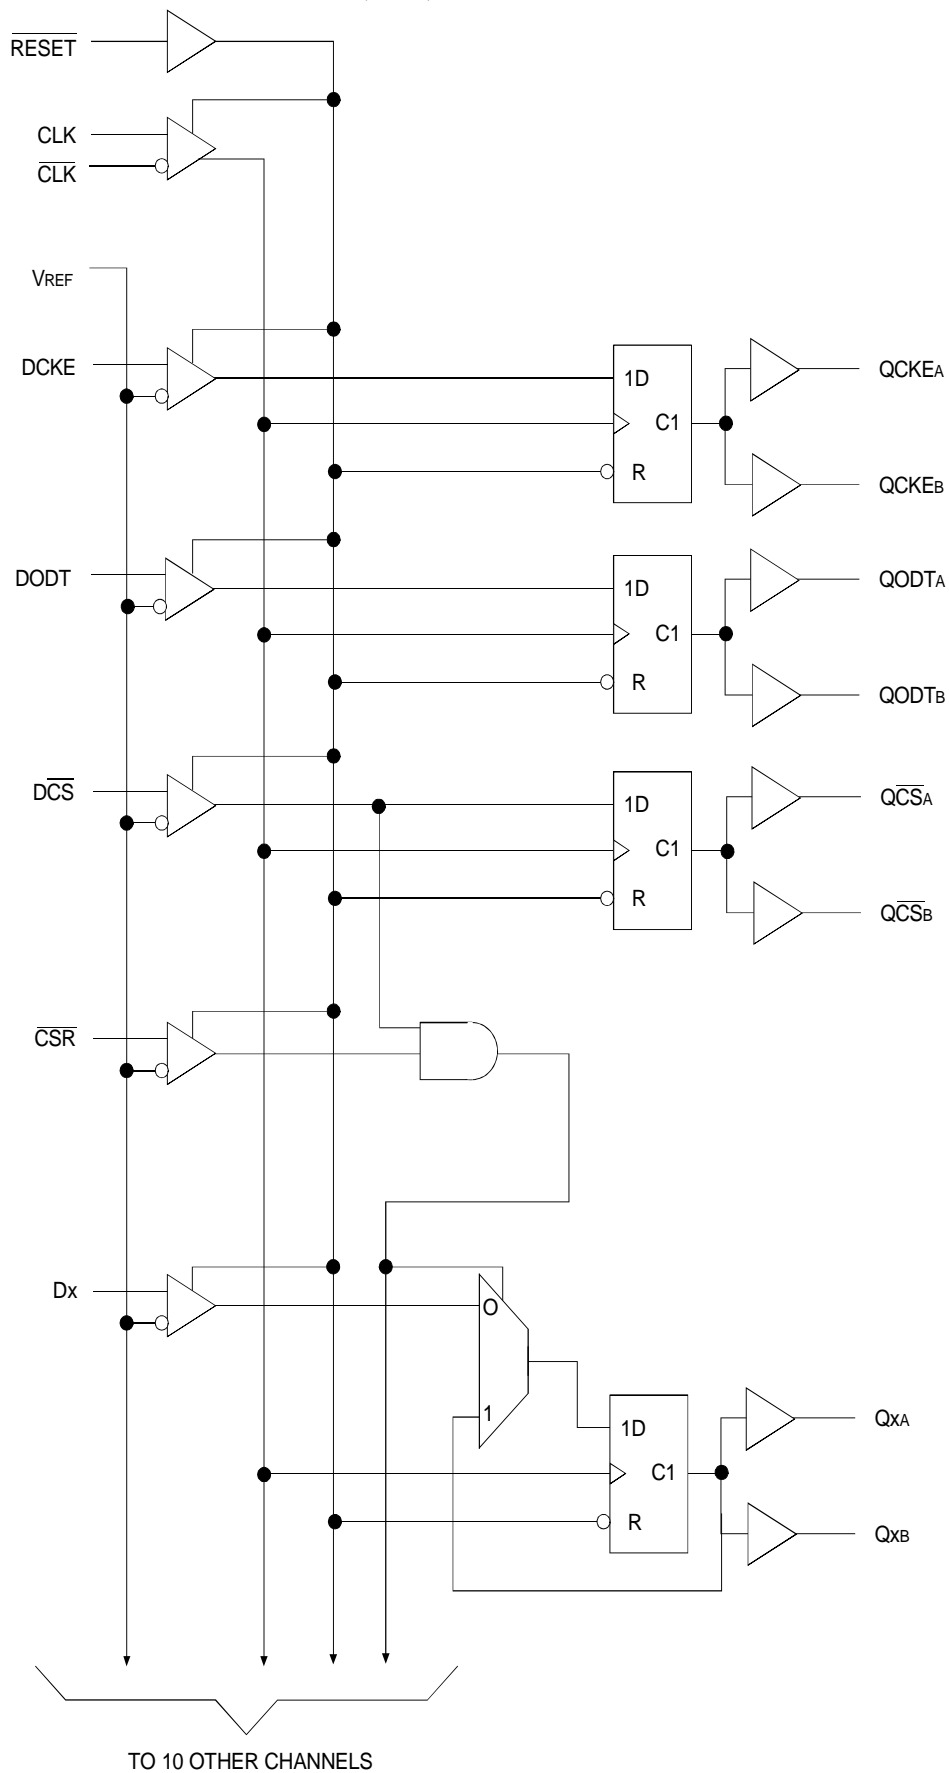 RESET
CLK
CLK
VREF
DCKE
1D
C1
R
QCKEA
QCKEB
DODT
1D
C1
R
QODTA
QODTB
DCS
1D
C1
R
QCSA
QCSB
CSR
Dx
O
1
1D
C1
R
QxA
QxB
TO 10 OTHER CHANNELS